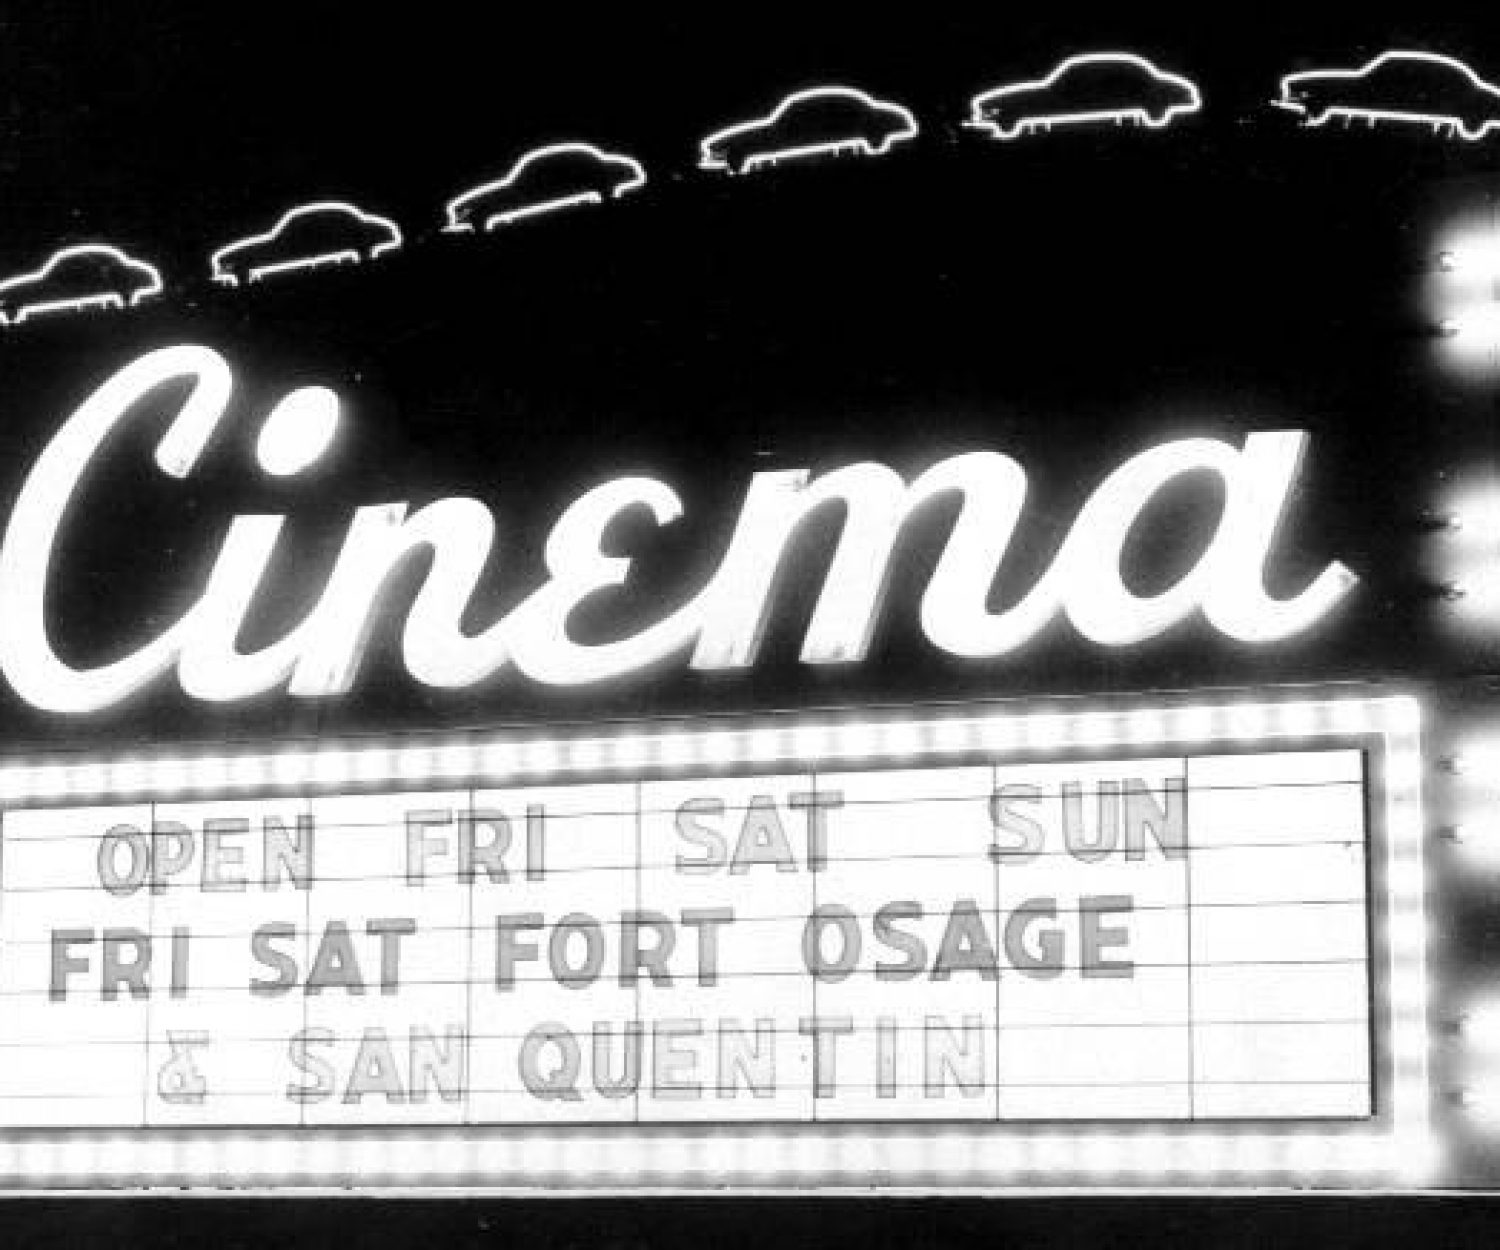 Cinema
OPEN FRI SAT SUN
FRI SAT FORT OSAGE
& SAN QUENTIN